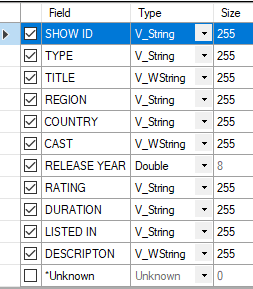 Field Type Size
SHOW ID V_String 255
TYPE V_String 255
TITLE V_WString 255
REGION V_String 255
COUNTRY V_String 255
CAST V_WString 255
RELEASE YEAR Double 8
RATING V_String 255
DURATION V_String 255
LISTED IN V_String 255
DESCRIPTON V_WString 255
*Unknown Unknown 0